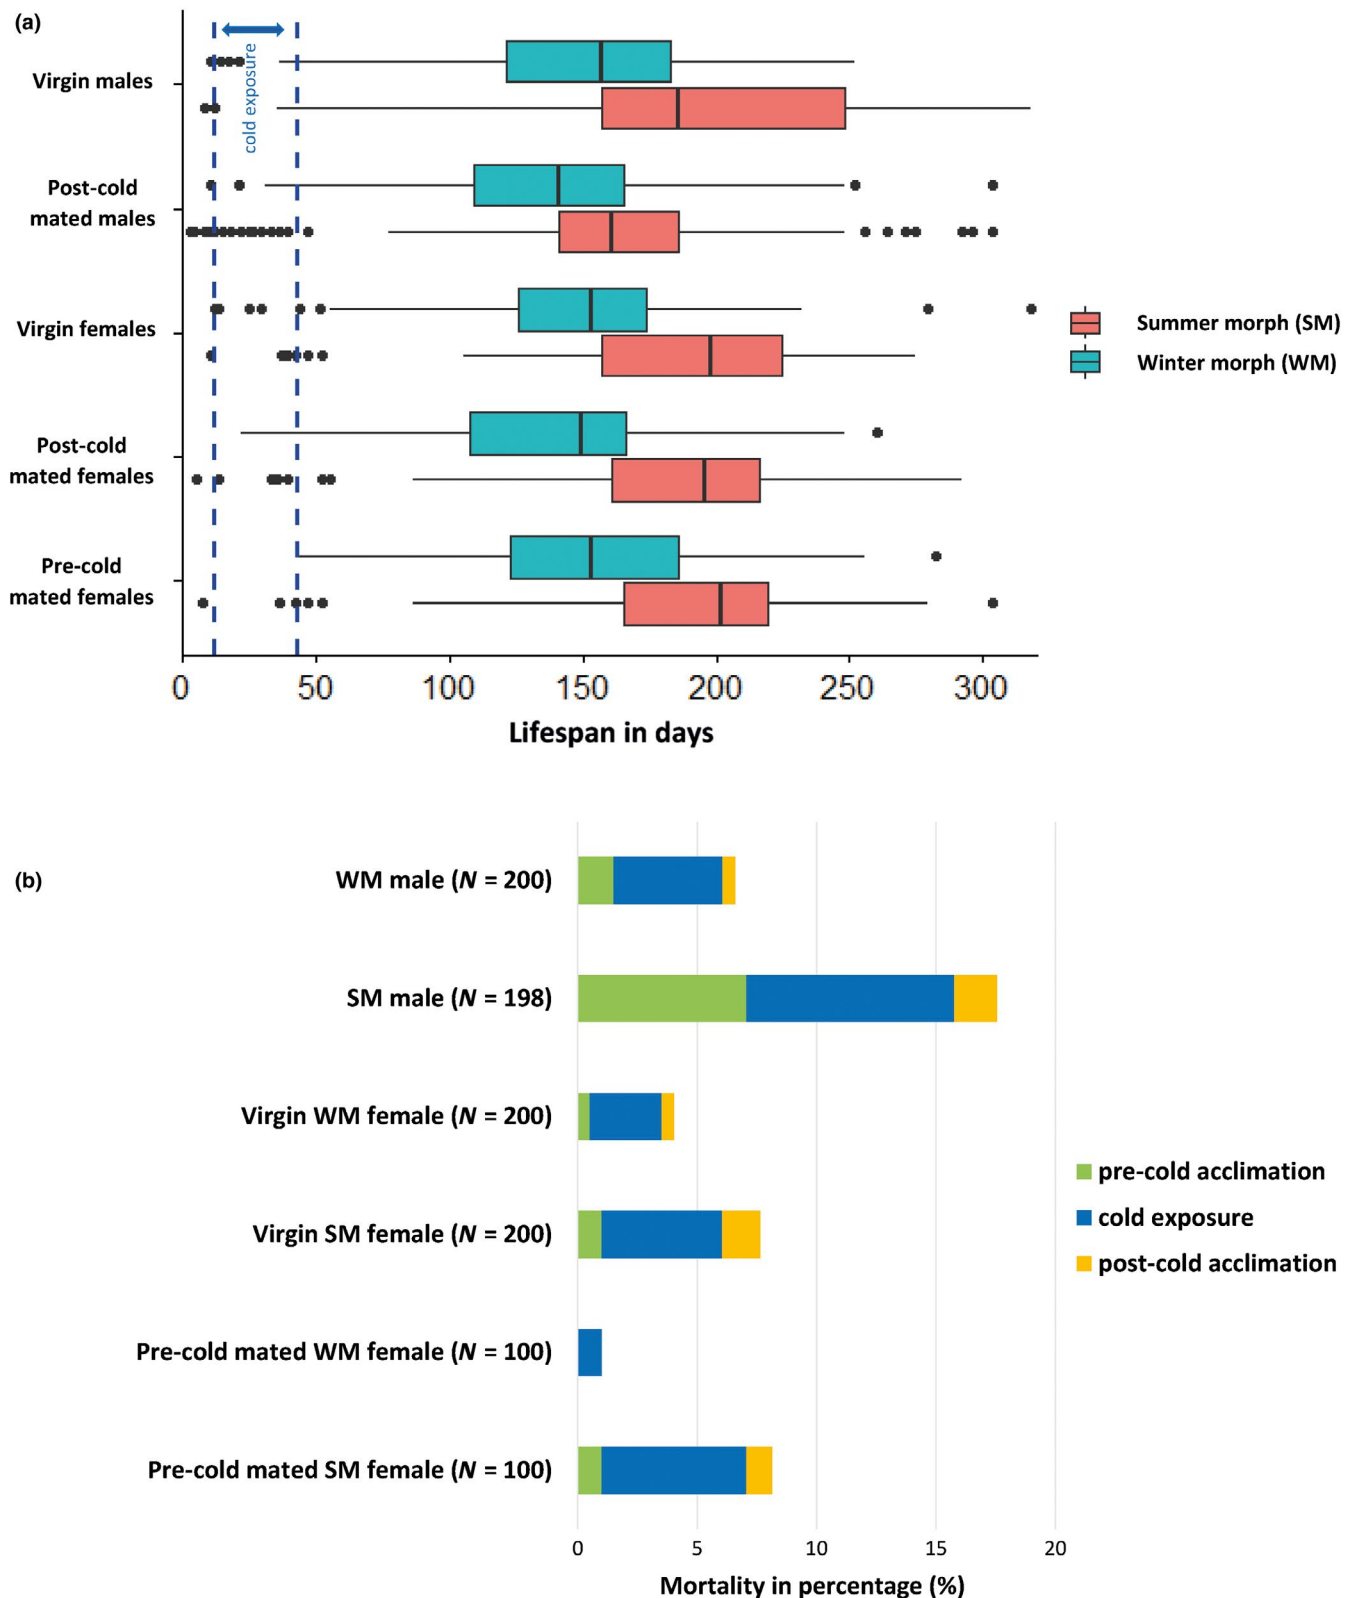 (a)
cold exposure
Virgin males
Post-cold
mated males
Virgin females
Post-cold
mated females
Pre-cold
mated females
Summer morph (SM)
Winter morph (WM)
0 50 100 150 200 250 300
Lifespan in days
(b)
WM male (N = 200)
SM male (N = 198)
Virgin WM female (N = 200)
Virgin SM female (N = 200)
Pre-cold mated WM female (N = 100)
Pre-cold mated SM female (N = 100)
pre-cold acclimation
cold exposure
post-cold acclimation
0 5 10 15 20
Mortality in percentage (%)